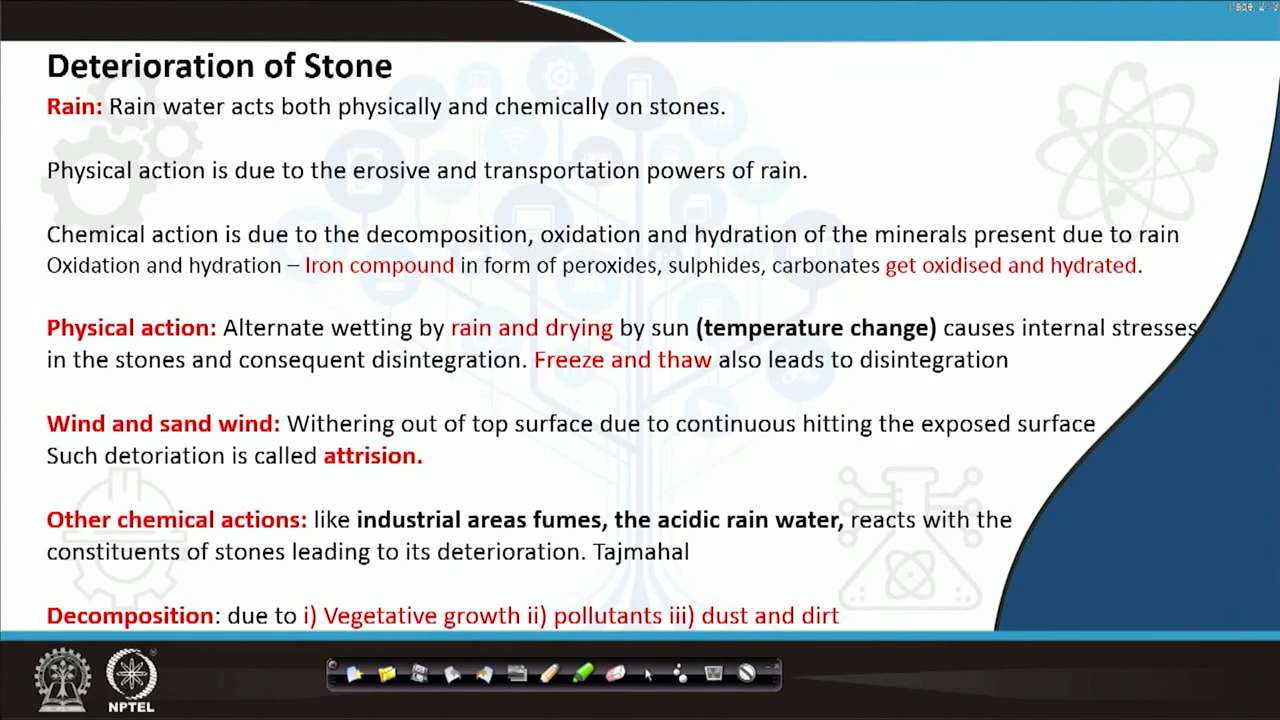 Deterioration of Stone
Rain: Rain water acts both physically and chemically on stones.
Physical action is due to the erosive and transportation powers of rain.
Chemical action is due to the decomposition, oxidation and hydration of the minerals present due to rain
Oxidation and hydration – Iron compound in form of peroxides, sulphides, carbonates get oxidised and hydrated.
Physical action: Alternate wetting by rain and drying by sun (temperature change) causes internal stresses
in the stones and consequent disintegration. Freeze and thaw also leads to disintegration
Wind and sand wind: Withering out of top surface due to continuous hitting the exposed surface
Such detoriation is called attrision.
Other chemical actions: like industrial areas fumes, the acidic rain water, reacts with the
constituents of stones leading to its deterioration. Tajmahal
Decomposition: due to i) Vegetative growth ii) pollutants iii) dust and dirt
NPTEL